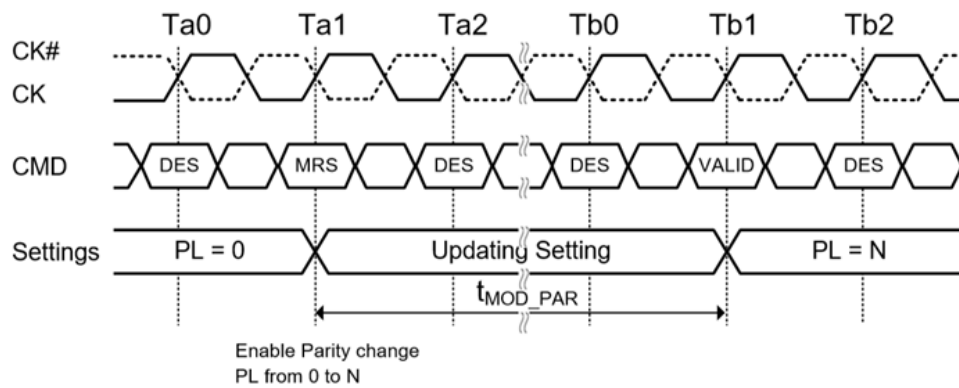 Ta0 Ta1 Ta2 Tb0 Tb1 Tb2
CK#
CK
CMD DES MRS DES DES VALID DES
Settings PL = 0 Updating Setting PL = N
tMOD_PAR
Enable Parity change
PL from 0 to N